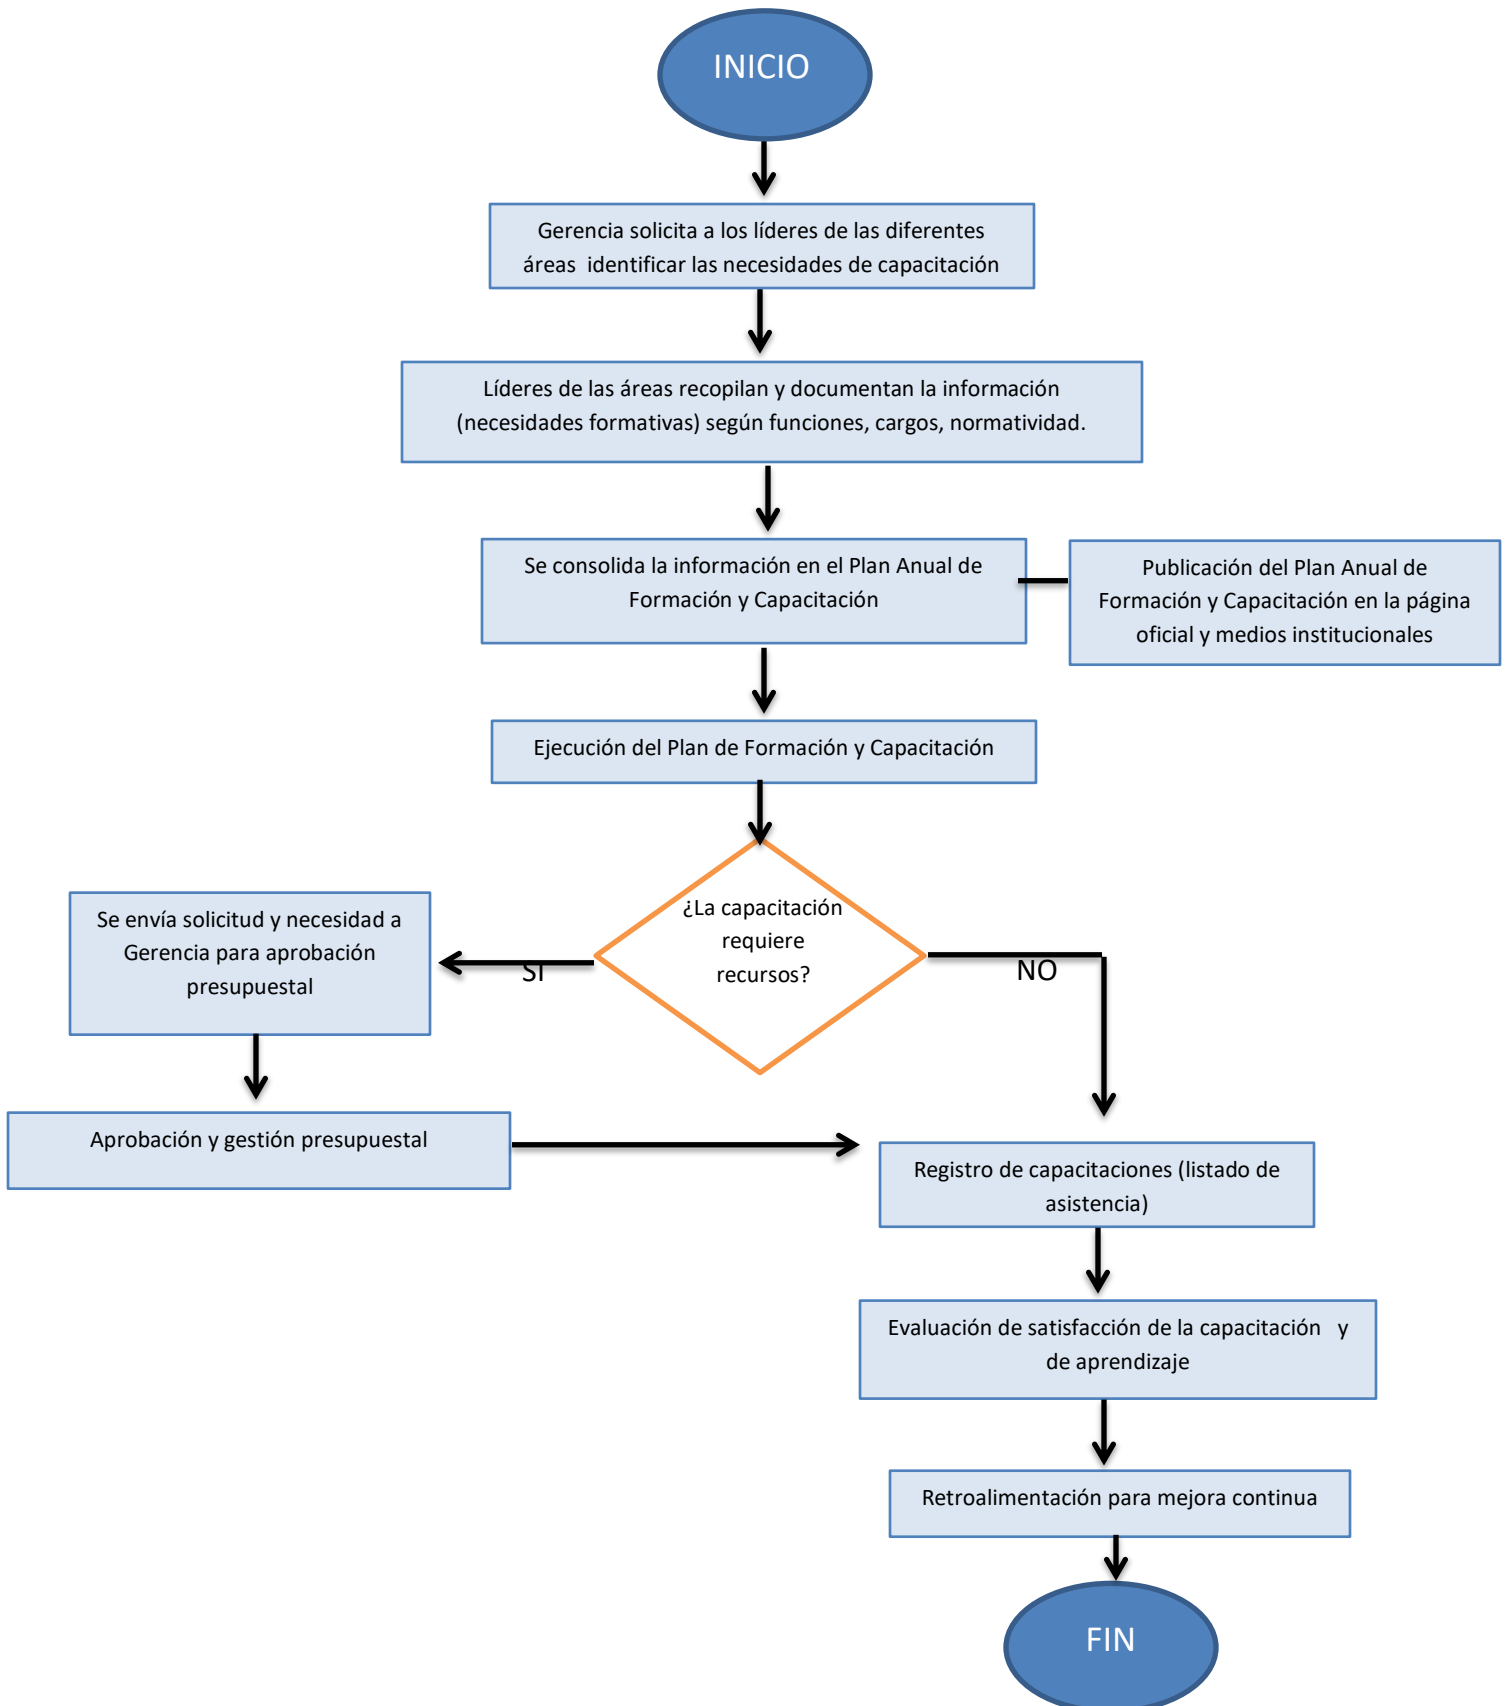 INICIO
Gerencia solicita a los líderes de las diferentes
áreas identificar las necesidades de capacitación
Líderes de las áreas recopilan y documentan la información
(necesidades formativas) según funciones, cargos, normatividad.
Se consolida la información en el Plan Anual de
Formación y Capacitación
Publicación del Plan Anual de
Formación y Capacitación en la página
oficial y medios institucionales
Ejecución del Plan de Formación y Capacitación
¿La capacitación
requiere
recursos?
SI
NO
Se envía solicitud y necesidad a
Gerencia para aprobación
presupuestal
Aprobación y gestión presupuestal
Registro de capacitaciones (listado de
asistencia)
Evaluación de satisfacción de la capacitación y
de aprendizaje
Retroalimentación para mejora continua
FIN